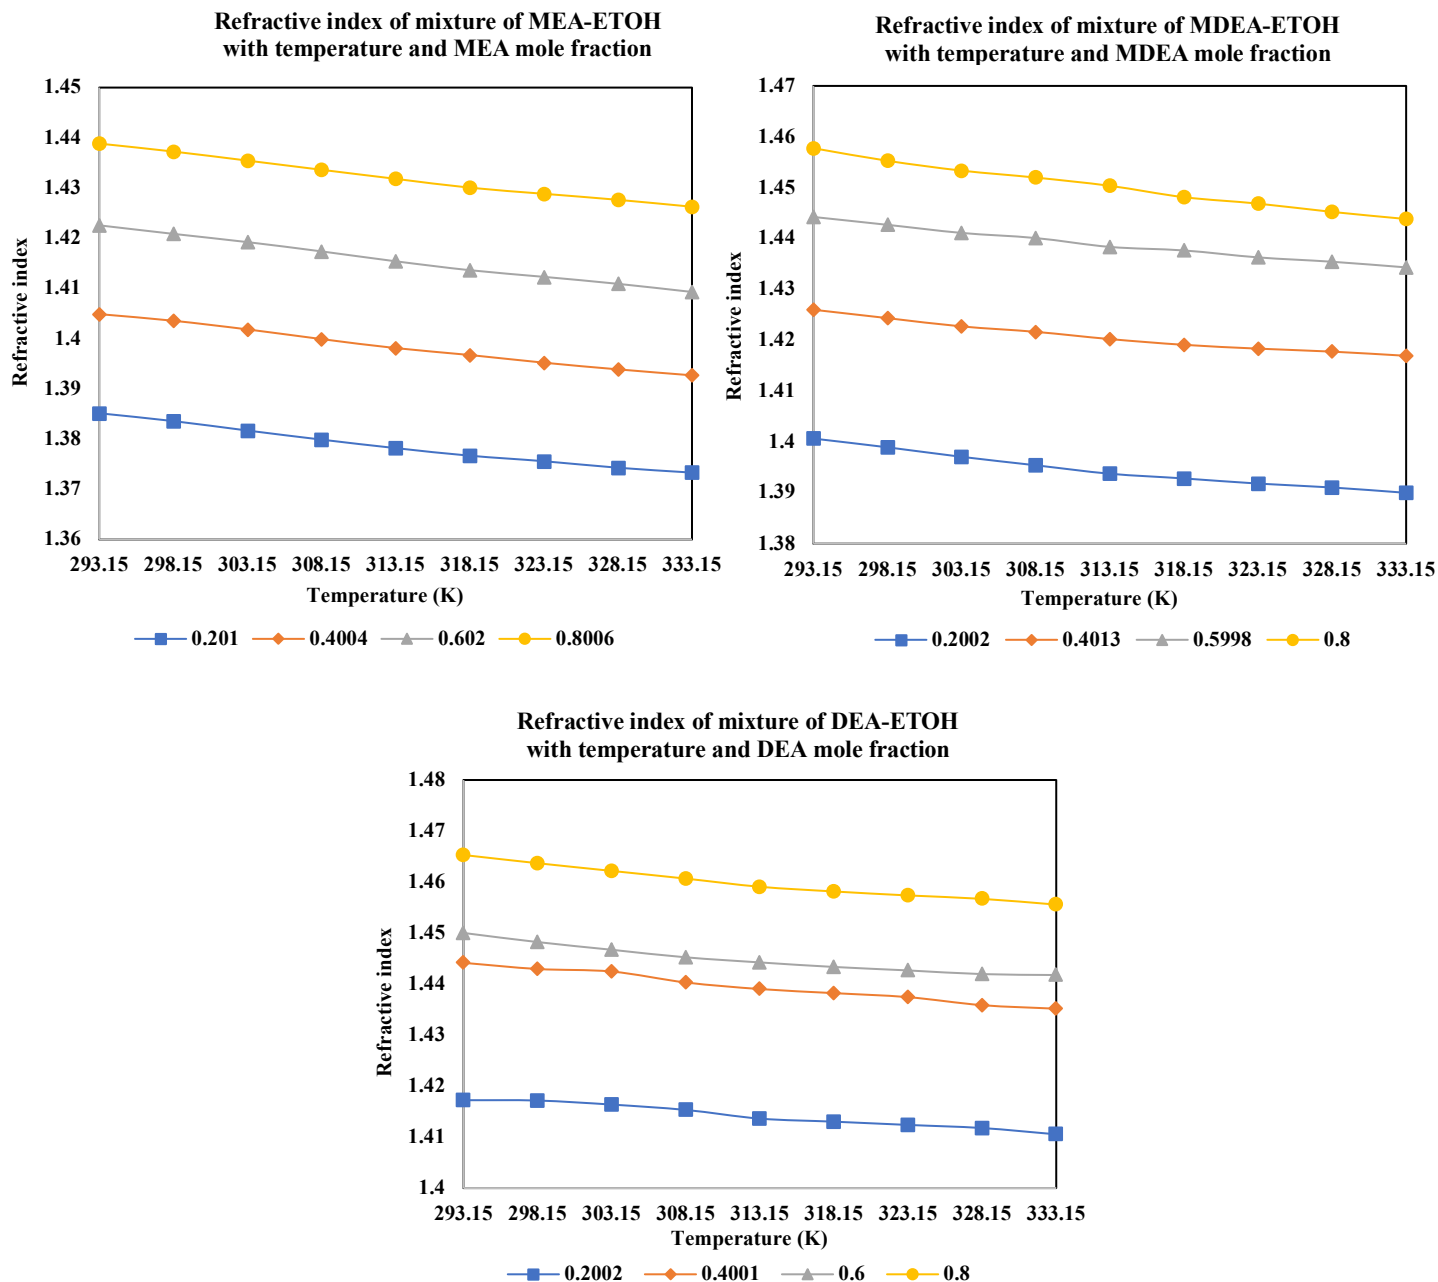 Refractive index of mixture of MEA-ETOH
with temperature and MEA mole fraction
1.45
1.44
1.43
1.42
1.41
1.4
1.39
1.38
1.37
1.36
Refractive index
293.15 298.15 303.15 308.15 313.15 318.15 323.15 328.15 333.15
Temperature (K)
0.201 0.4004 0.602 0.8006
Refractive index of mixture of MDEA-ETOH
with temperature and MDEA mole fraction
1.47
1.46
1.45
1.44
1.43
1.42
1.41
1.4
1.39
1.38
Refractive index
293.15 298.15 303.15 308.15 313.15 318.15 323.15 328.15 333.15
Temperature (K)
0.2002 0.4013 0.5998 0.8
Refractive index of mixture of DEA-ETOH
with temperature and DEA mole fraction
1.48
1.47
1.46
1.45
1.44
1.43
1.42
1.41
1.4
Refractive index
293.15 298.15 303.15 308.15 313.15 318.15 323.15 328.15 333.15
Temperature (K)
0.2002 0.4001 0.6 0.8